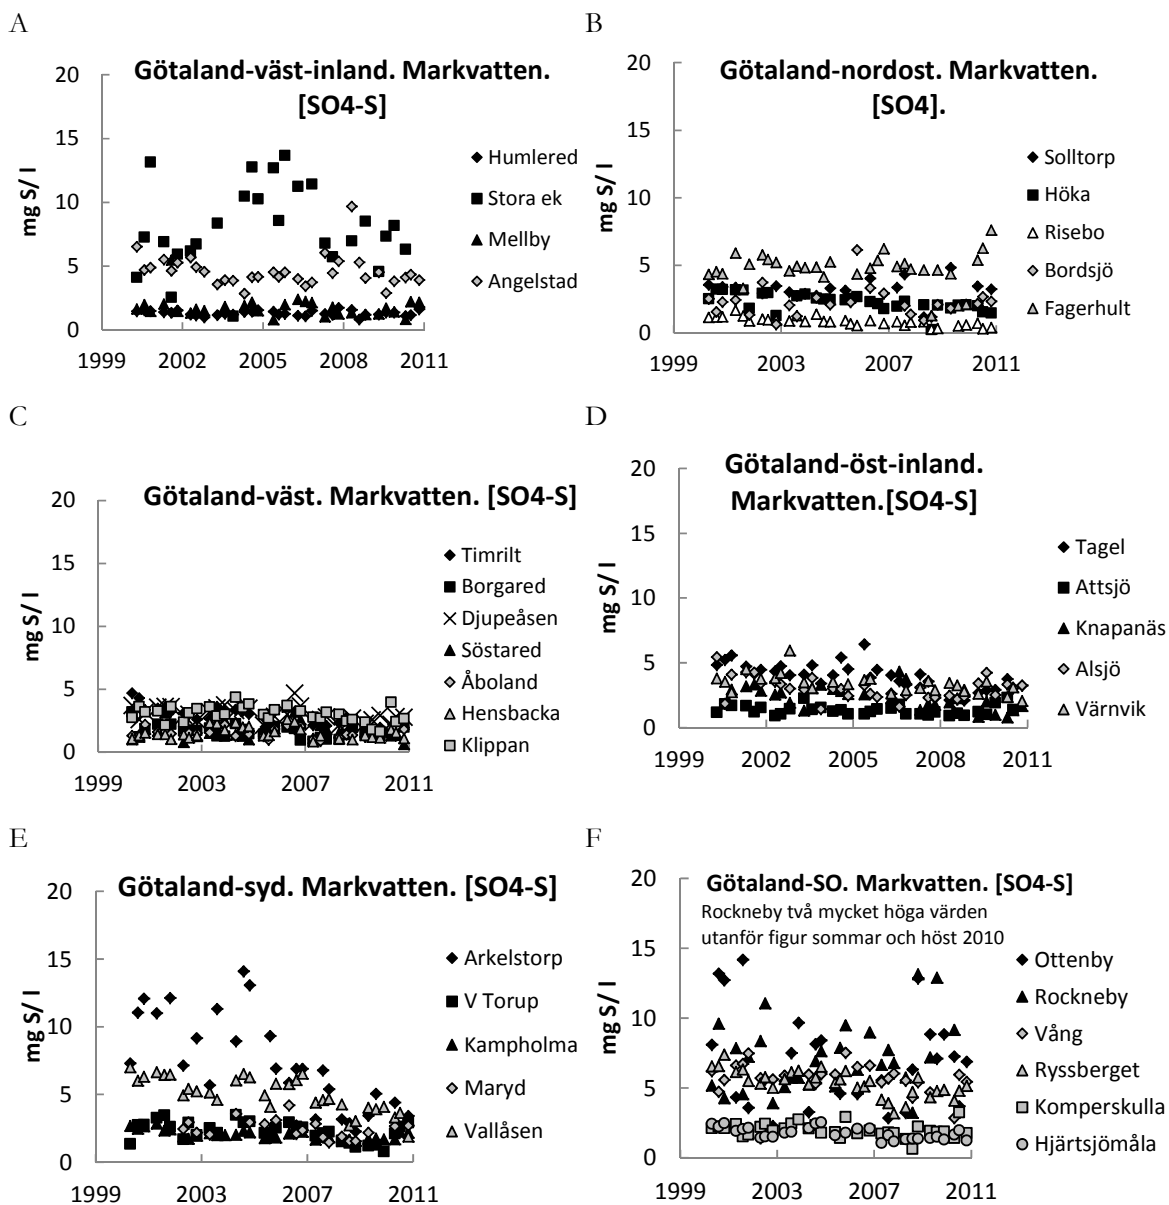 A
Götaland-väst-inland. Markvatten.
[SO4-S]
mg S/ l
20
15
10
5
0
1999
2002
2005
2008
2011
Humlered
Stora ek
Mellby
Angelstad
B
Götaland-nordost. Markvatten.
[SO4].
mg S/ l
20
15
10
5
0
1999
2003
2007
2011
Solltorp
Höka
Risebo
Bordsjö
Fagerhult
C
Götaland-väst. Markvatten. [SO4-S]
mg S/ l
20
15
10
5
0
1999
2003
2007
2011
Timrilt
Borgared
Djupeåsen
Söstared
Åboland
Hensbacka
Klippan
D
Götaland-öst-inland.
Markvatten.[SO4-S]
mg S/ l
20
15
10
5
0
1999
2002
2005
2008
2011
Tagel
Attsjö
Knapanäs
Alsjö
Värnvik
E
Götaland-syd. Markvatten. [SO4-S]
mg S/ l
20
15
10
5
0
1999
2003
2007
2011
Arkelstorp
V Torup
Kampholma
Maryd
Vallåsen
F
Götaland-SO. Markvatten. [SO4-S]
Rockneby två mycket höga värden
utanför figur sommar och höst 2010
mg S/ l
20
15
10
5
0
1999
2003
2007
2011
Ottenby
Rockneby
Vång
Ryssberget
Komperskulla
Hjärtsjömåla